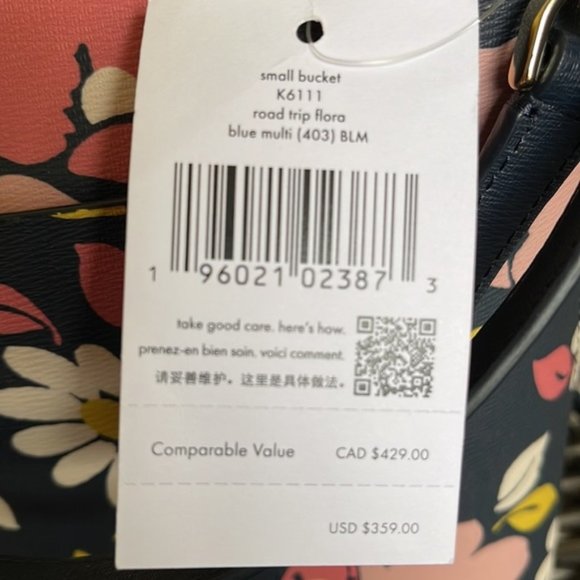 small bucket
K6111
road trip flora
blue multi (403) BLM
1 96021 02387 3
take good care. here's how.
prenez-en bien soin. voici comment.
请妥善维护。这里是具体做法。
Comparable Value CAD $429.00
USD $359.00